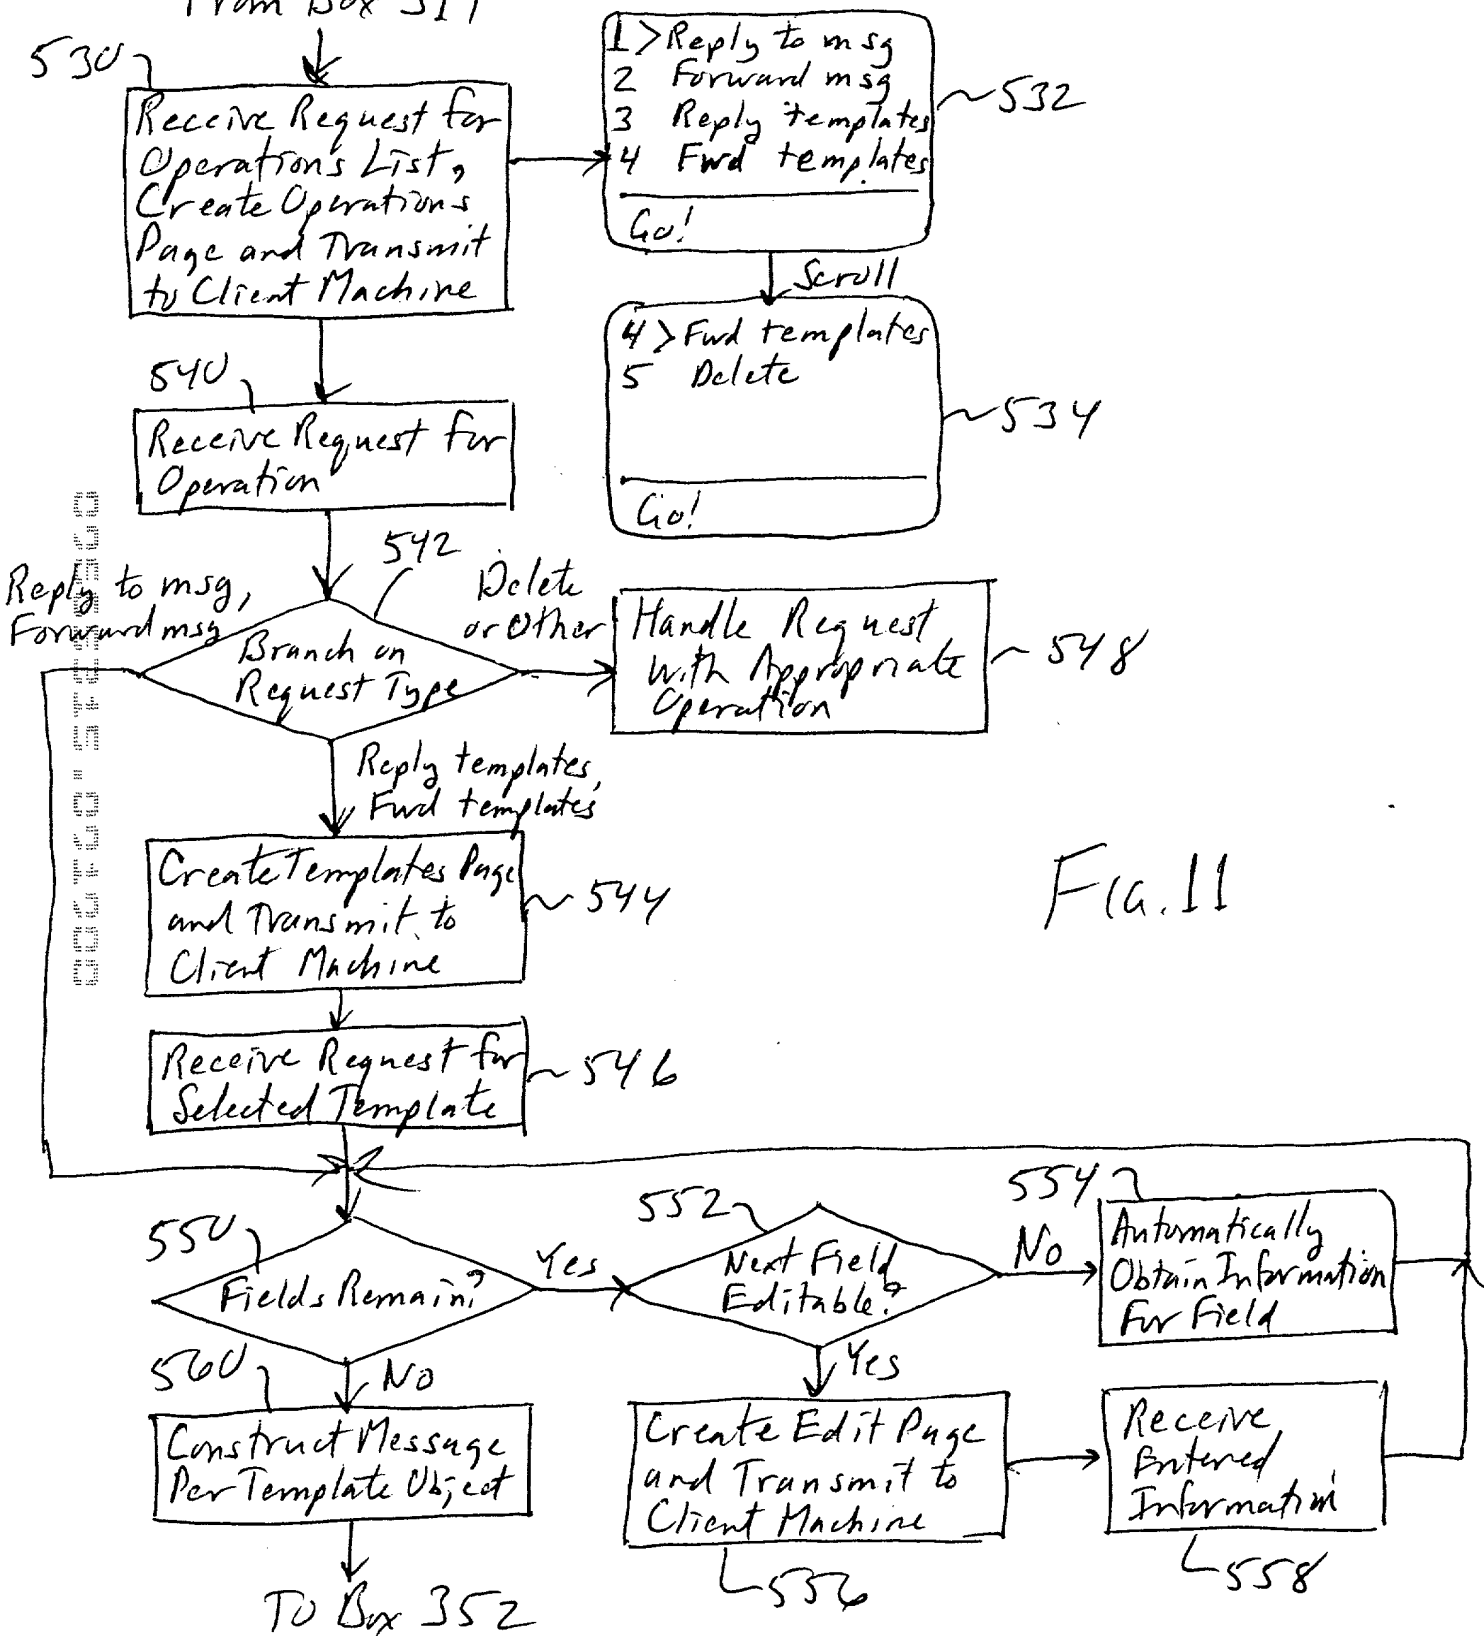 From Box 317
530
Receive Request for
Operations List,
Create Operations
Page and Transmit
to Client Machine
1 > Reply to msg
2 Forward msg
3 Reply templates
4 Fwd templates
Go!
532
Scroll
4 > Fwd templates
5 Delete
Go!
534
540
Receive Request for
Operation
542
Reply to msg,
Forward msg
Branch on
Request Type
Delete
or Other
Handle Request
with Appropriate
Operation
548
Reply templates,
Fwd templates
Create Templates Page
and Transmit to
Client Machine
544
Fig. 11
Receive Request for
Selected Template
546
550
Fields Remain?
Yes
552
Next Field
Editable?
No
554
Automatically
Obtain Information
For Field
560
No
Construct Message
Per Template Object
Yes
Create Edit Page
and Transmit to
Client Machine
556
Receive
Entered
Information
558
To Box 352